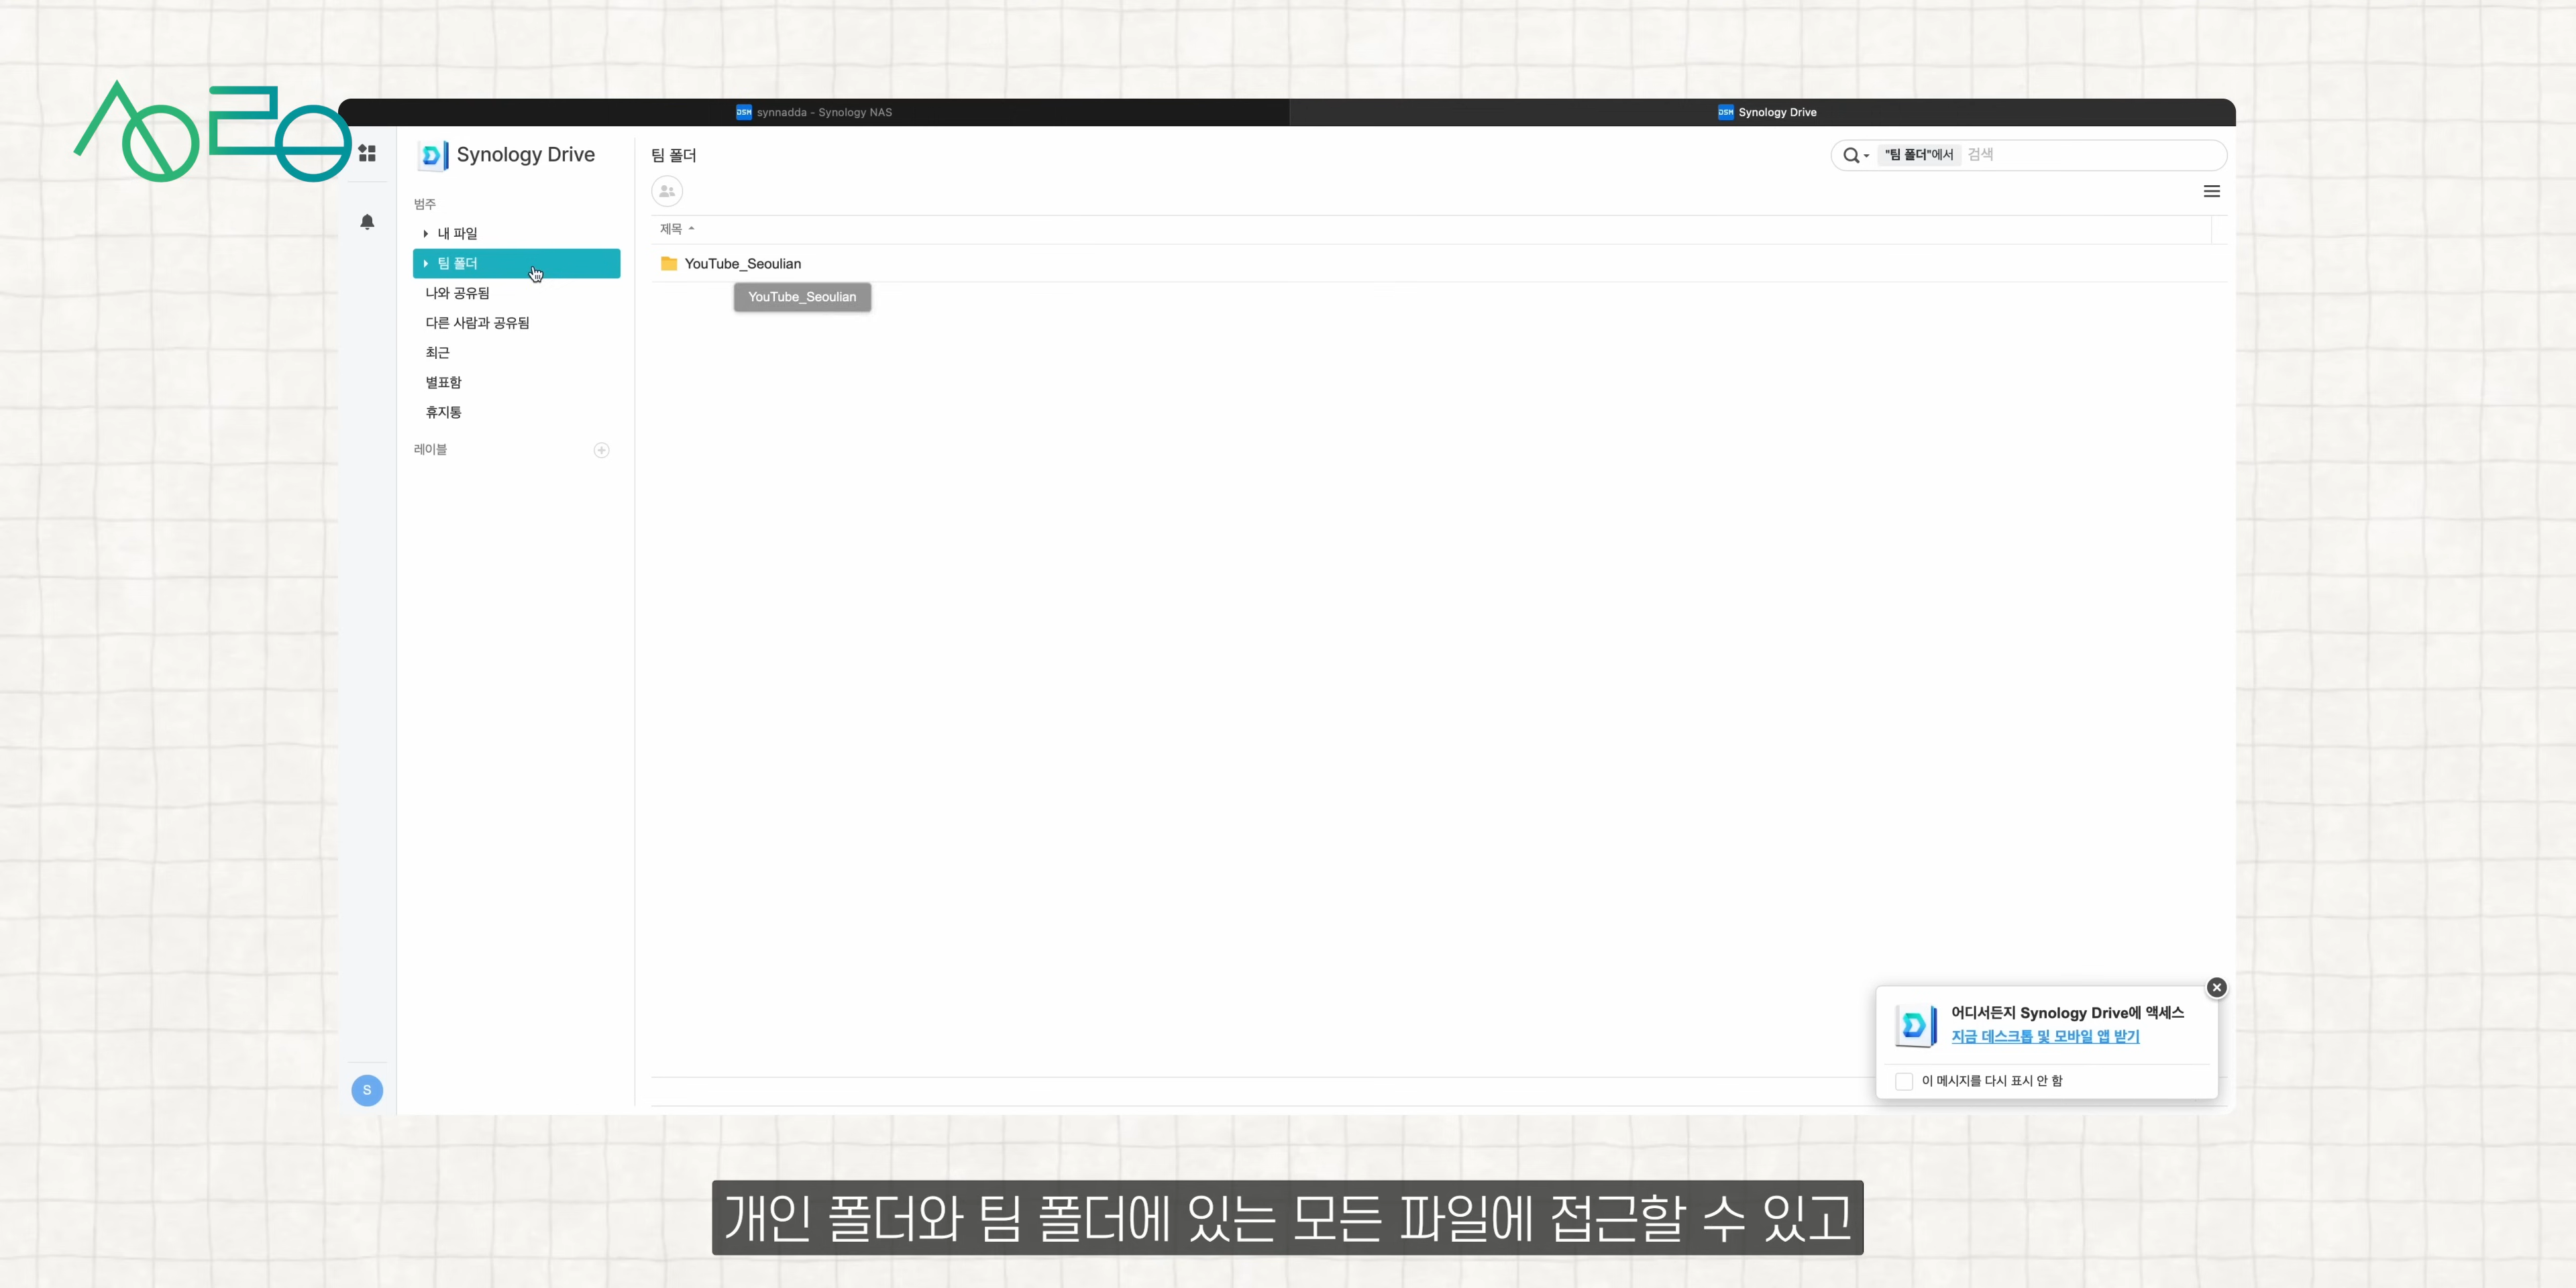 synnadda - Synology NAS
Synology Drive
Synology Drive
팀 폴더
"팀 폴더"에서 검색
범주
내 파일
팀 폴더
나와 공유됨
다른 사람과 공유됨
최근
별표함
휴지통
레이블
제목
YouTube_Seoulian
YouTube_Seoulian
어디서든지 Synology Drive에 액세스
지금 데스크톱 및 모바일 앱 받기
이 메시지를 다시 표시 안 함
S
개인 폴더와 팀 폴더에 있는 모든 파일에 접근할 수 있고